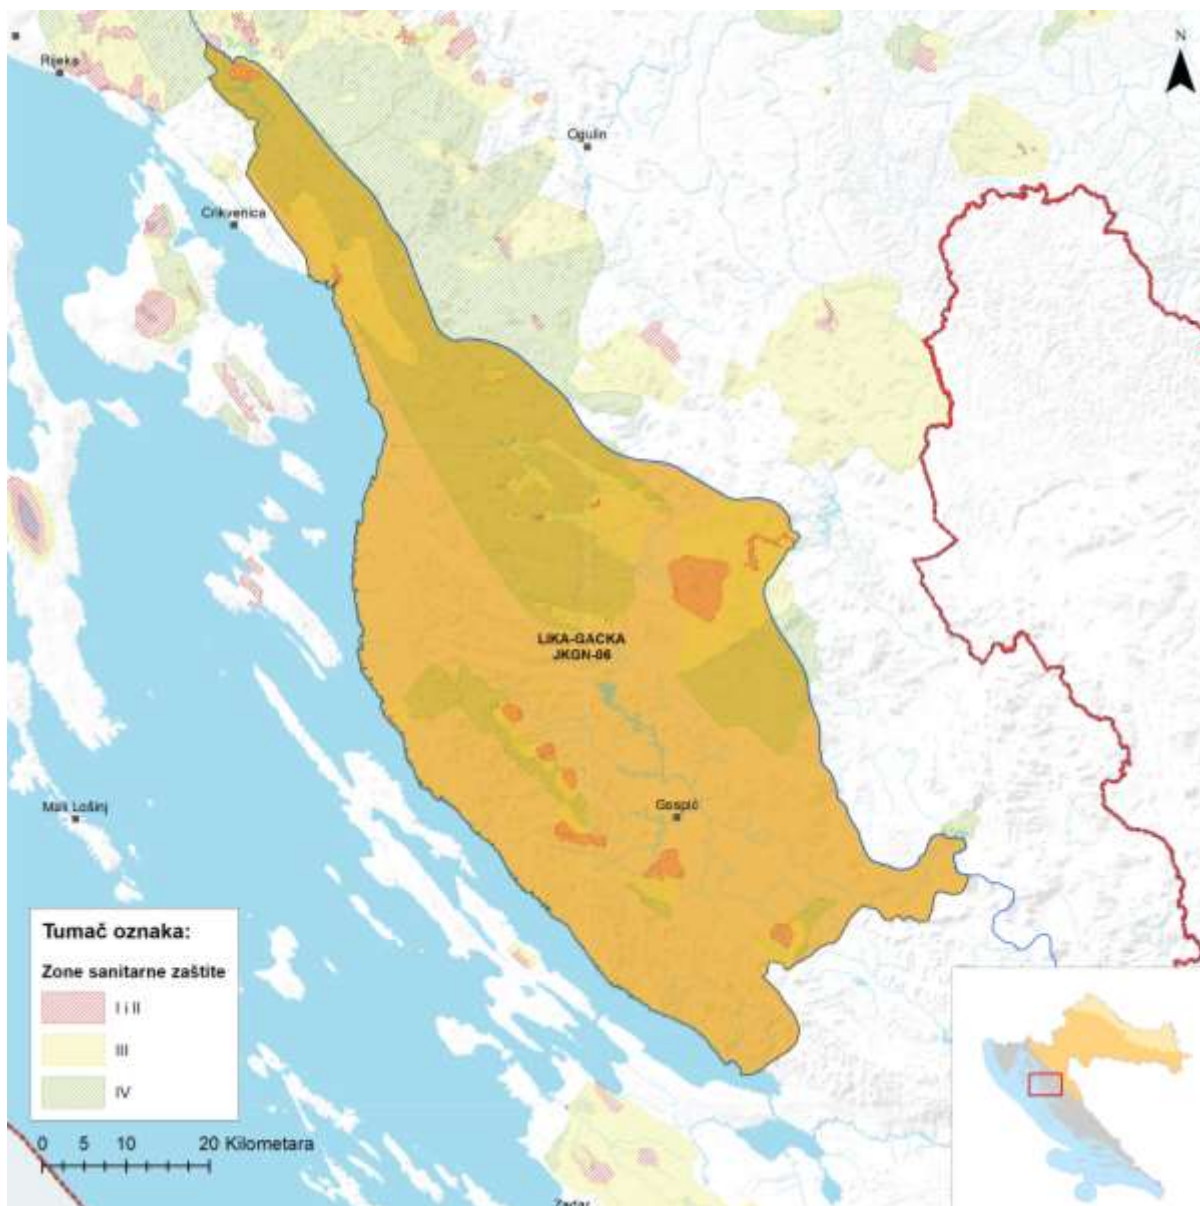 N
Rijeka
Ogulin
Crikvenica
LIKA-GACKA
JKGN-06
Mali Lošinj
Gospić
Tumač oznaka:
Zone sanitarne zaštite
I i II
III
IV
0 5 10 20 Kilometara
Zadar